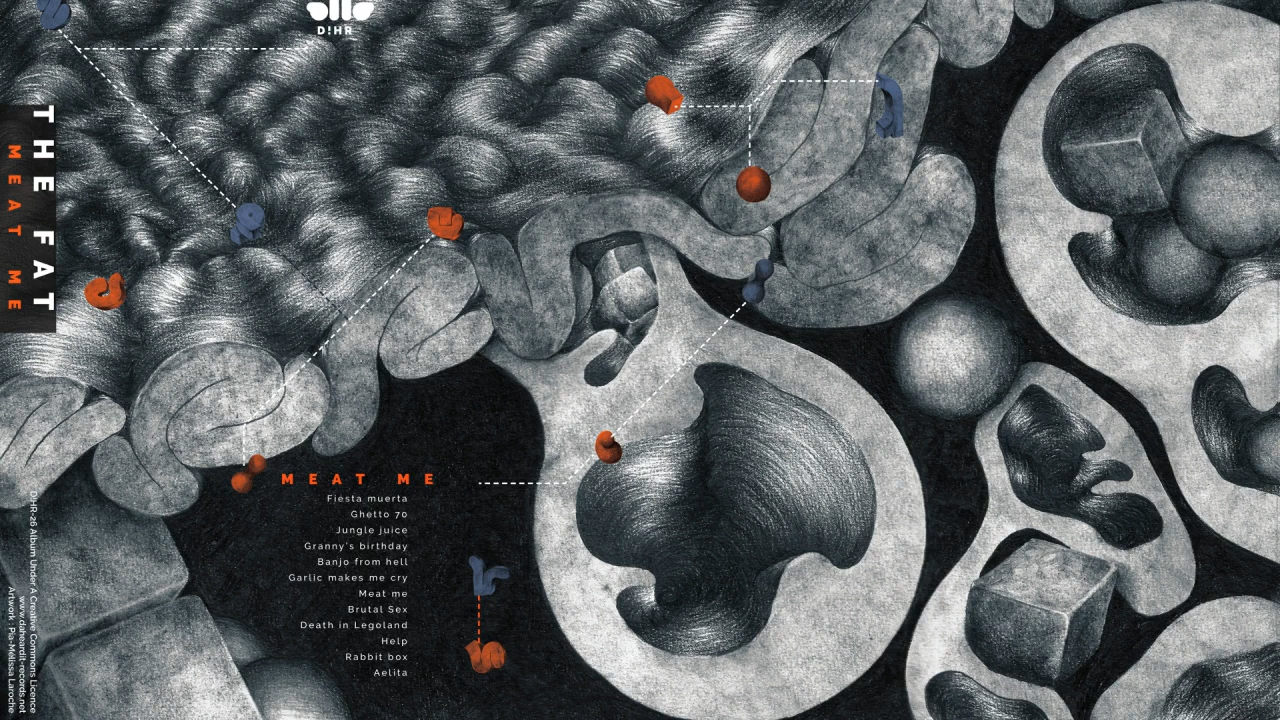 D!HR
THE FAT
MEAT ME
MEAT ME
Fiesta muerta
Ghetto 70
Jungle juice
Granny's birthday
Banjo from hell
Garlic makes me cry
Meat me
Brutal Sex
Death in Legoland
Help
Rabbit box
Aelita
D!HR-26 Album Under A Creative Commons Licence
www.daheardit-records.net
Artwork : Pia-Melissa Laroche